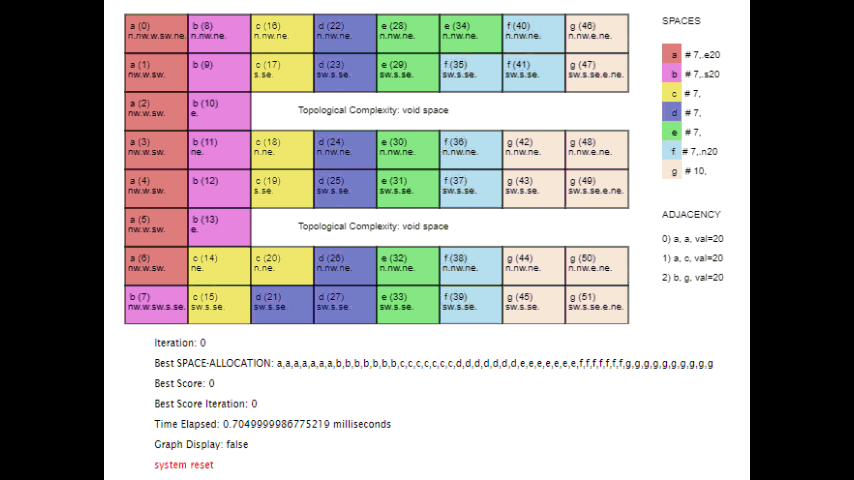 a (0) b (8) c (16) d (22) e (28) e (34) f (40) g (46)
n.nw.w.sw.ne. n.nw.ne. n.nw.ne. n.nw.ne. n.nw.ne. n.nw.ne. n.nw.ne. n.nw.e.ne.
a (1) b (9) c (17) d (23) e (29) f (35) f (41) g (47)
nw.w.sw. s.se. sw.s.se. sw.s.se. sw.s.se. sw.s.se. sw.s.se.e.ne.
a (2) b (10) Topological Complexity: void space
nw.w.sw. e.
a (3) b (11) c (18) d (24) e (30) f (36) g (42) g (48)
nw.w.sw. ne. n.ne. n.nw.ne. n.nw.ne. n.nw.ne. n.nw.ne. n.nw.e.ne.
a (4) b (12) c (19) d (25) e (31) f (37) g (43) g (49)
nw.w.sw. s.se. sw.s.se. sw.s.se. sw.s.se. sw.s.se. sw.s.se.e.ne.
a (5) b (13) Topological Complexity: void space
nw.w.sw. e.
a (6) c (14) c (20) d (26) e (32) f (38) g (44) g (50)
nw.w.sw. ne. n.ne. n.nw.ne. n.nw.ne. n.nw.ne. n.nw.ne. n.nw.e.ne.
b (7) c (15) d (21) d (27) e (33) f (39) g (45) g (51)
nw.w.sw.s.se. sw.s.se. sw.s.se. sw.s.se. sw.s.se. sw.s.se. sw.s.se. sw.s.se.e.ne.
SPACES
a # 7,.e20
b # 7,.s20
c # 7,
d # 7,
e # 7,
f # 7,.n20
g # 10,
ADJACENCY
0) a, a, val=20
1) a, c, val=20
2) b, g, val=20
Iteration: 0
Best SPACE-ALLOCATION: a,a,a,a,a,a,a,b,b,b,b,b,b,b,c,c,c,c,c,c,c,d,d,d,d,d,d,d,e,e,e,e,e,e,e,f,f,f,f,f,f,f,g,g,g,g,g,g,g,g,g,g
Best Score: 0
Best Score Iteration: 0
Time Elapsed: 0.7049999986775219 milliseconds
Graph Display: false
system reset